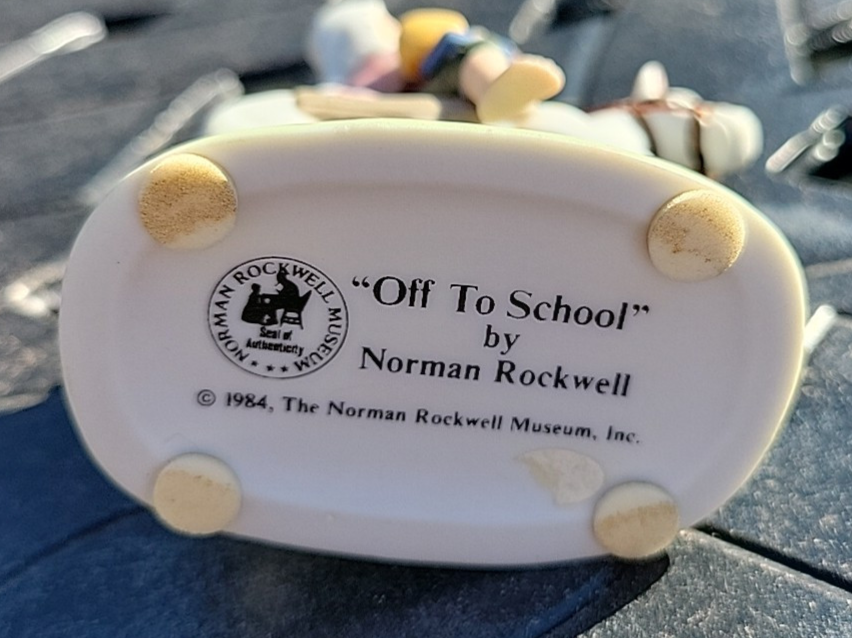 NORMAN ROCKWELL MUSEUM
Seal of
Authenticity
“Off To School”
by
Norman Rockwell
© 1984, The Norman Rockwell Museum, Inc.